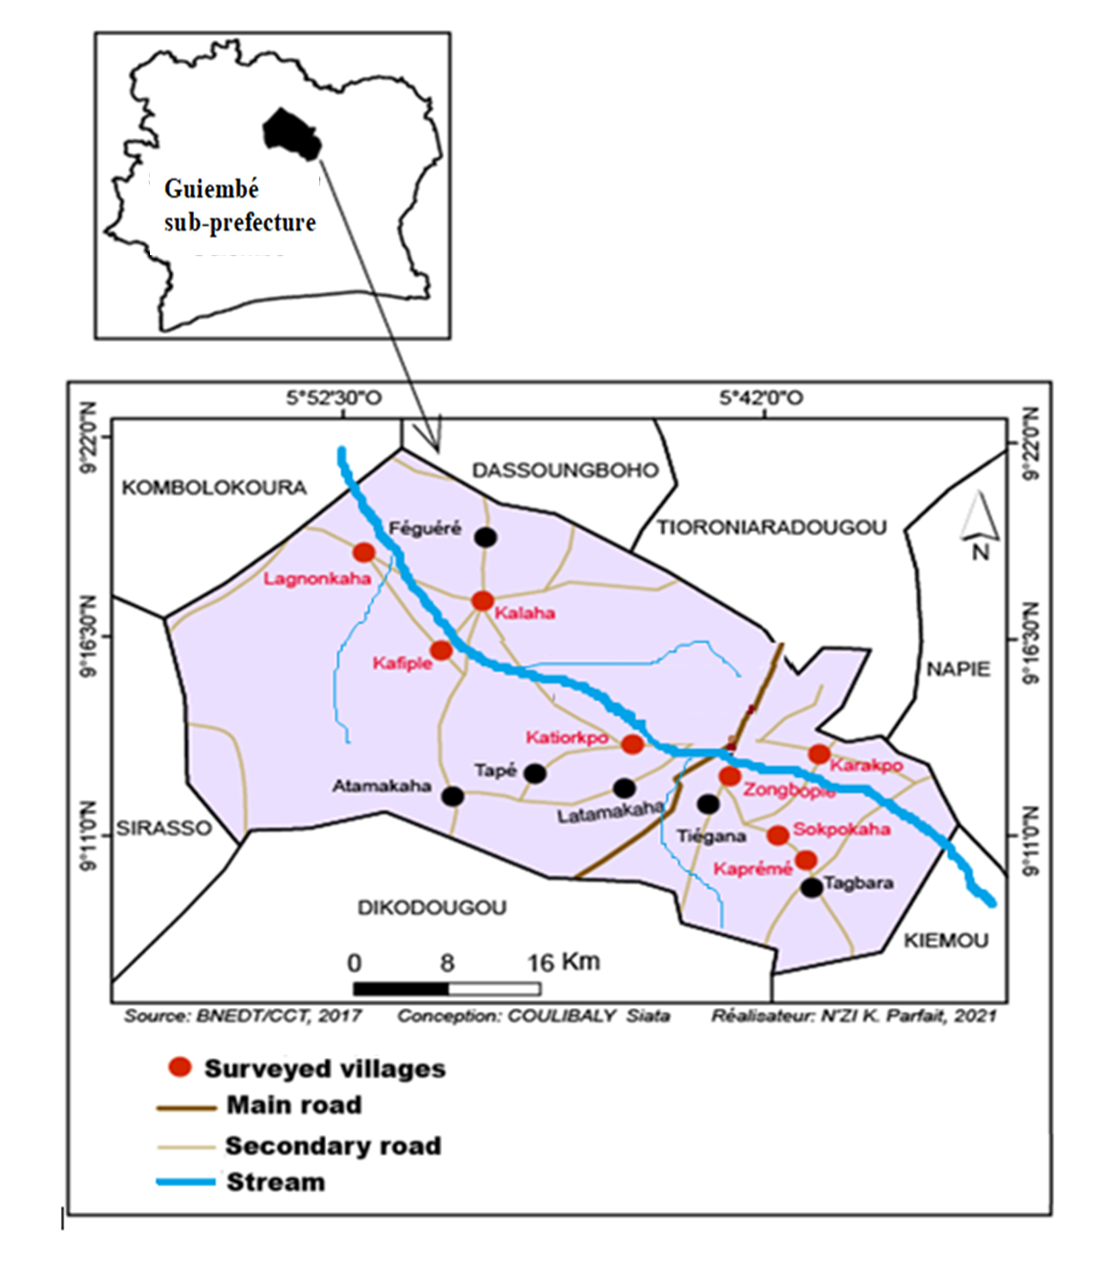 Guiembé
sub-prefecture
5°52'30"O
5°42'0"O
9°22'0"N
9°22'0"N
KOMBOLOKOURA
DASSOUNGBOHO
TIORONIARADOUGOU
Féguéré
N
Lagnonkaha
Kalaha
9°16'30"N
9°16'30"N
Kafiple
NAPIE
Katiorkpo
Karakpo
Tapé
Atamakaha
Zongbopie
Latamakaha
SIRASSO
9°11'0"N
9°11'0"N
Tiégana
Sokpokaha
Kaprémé
Tagbara
DIKODOUGOU
KIEMOU
0 8 16 Km
Source: BNEDT/CCT, 2017 Conception: COULIBALY Siata Réalisateur: N'ZI K. Parfait, 2021
Surveyed villages
Main road
Secondary road
Stream